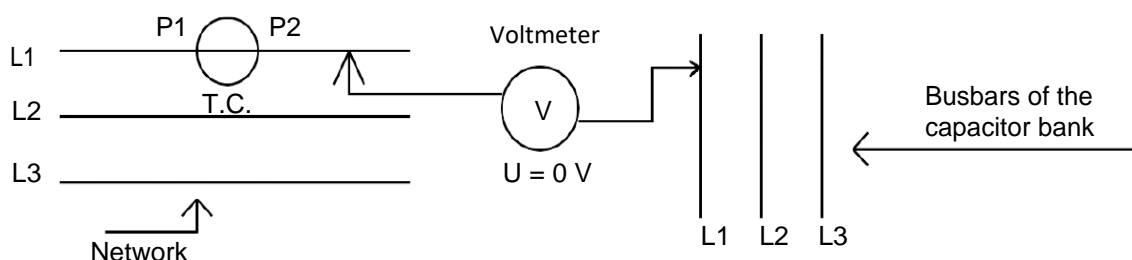 P1 P2
L1
T.C.
L2
L3
Network
Voltmeter
V
U = 0 V
L1 L2 L3
Busbars of the
capacitor bank